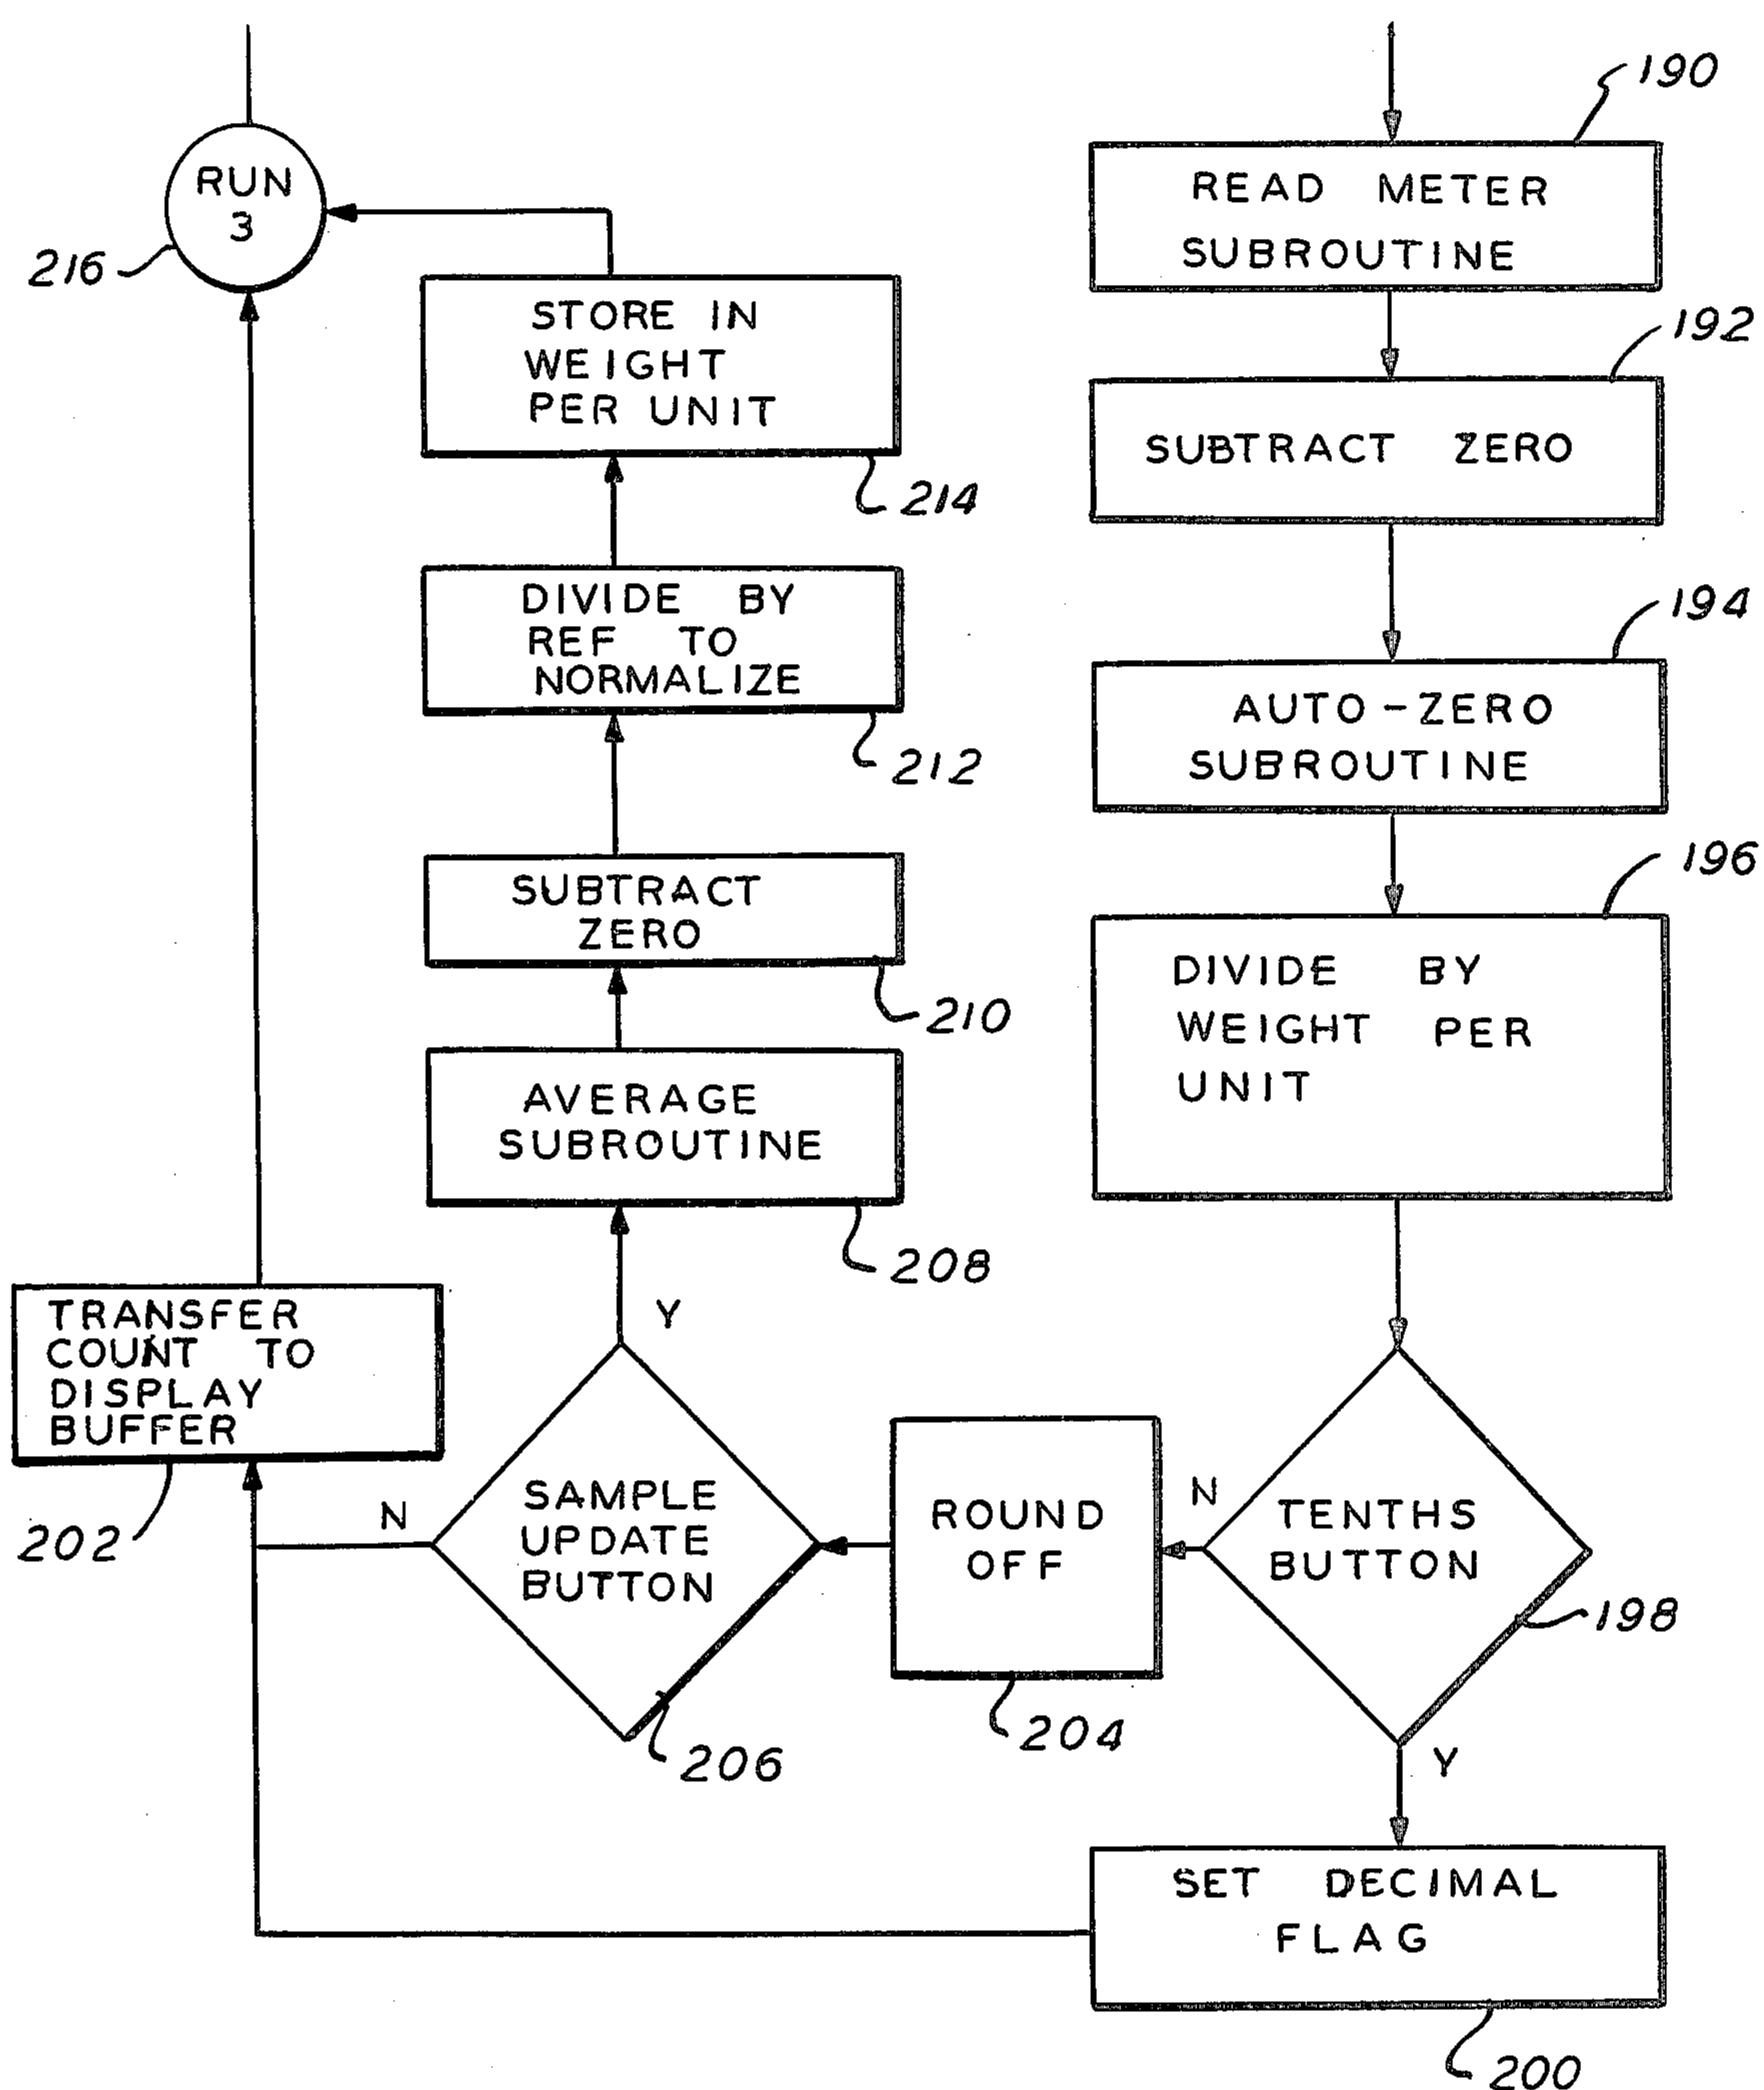 190
READ METER
SUBROUTINE
192
SUBTRACT ZERO
194
AUTO-ZERO
SUBROUTINE
196
DIVIDE BY
WEIGHT PER
UNIT
TENTHS
BUTTON
198
N
Y
SET DECIMAL
FLAG
200
ROUND
OFF
204
SAMPLE
UPDATE
BUTTON
206
N
Y
TRANSFER
COUNT TO
DISPLAY
BUFFER
202
AVERAGE
SUBROUTINE
208
SUBTRACT
ZERO
210
DIVIDE BY
REF TO
NORMALIZE
212
STORE IN
WEIGHT
PER UNIT
214
RUN
3
216